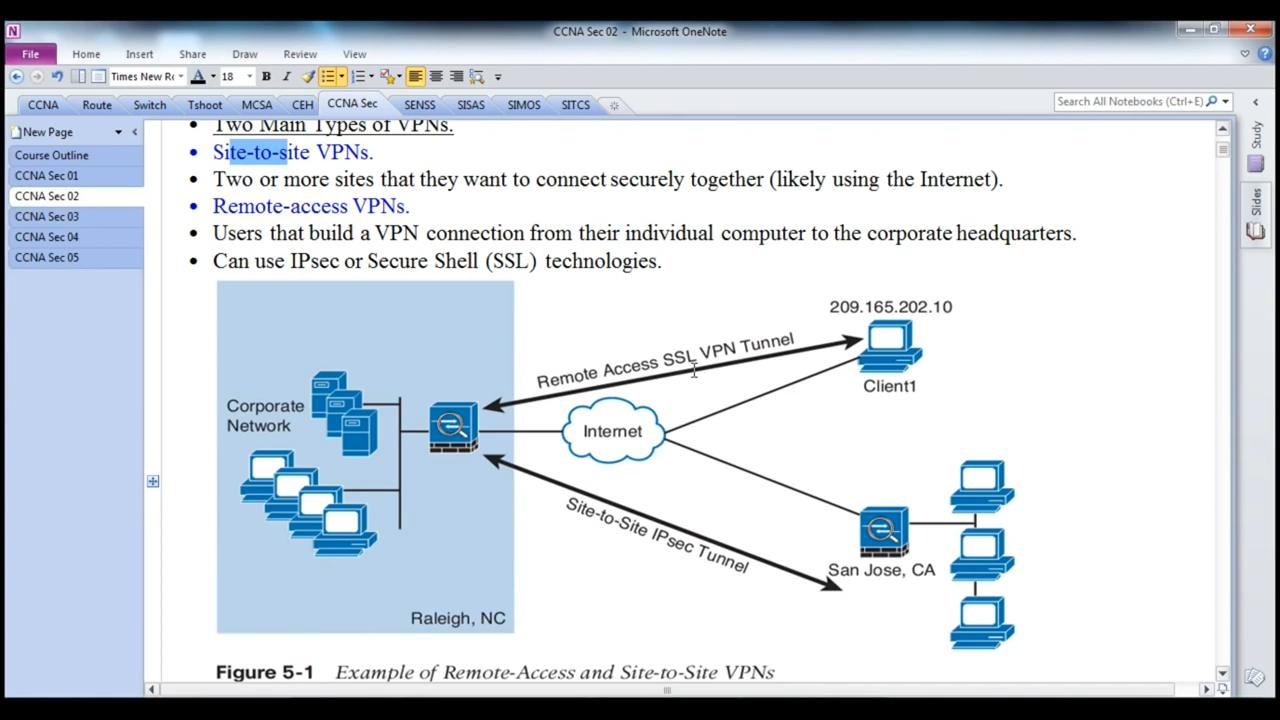 CCNA Sec 02 - Microsoft OneNote
File Home Insert Share Draw Review View
Times New Ro 18 B I
CCNA Route Switch Tshoot MCSA CEH CCNA Sec SENSS SISAS SIMOS SITCS
Search All Notebooks (Ctrl+E)
New Page
Course Outline
CCNA Sec 01
CCNA Sec 02
CCNA Sec 03
CCNA Sec 04
CCNA Sec 05
Study
Slides
• Two Main Types of VPNs.
• Site-to-site VPNs.
• Two or more sites that they want to connect securely together (likely using the Internet).
• Remote-access VPNs.
• Users that build a VPN connection from their individual computer to the corporate headquarters.
• Can use IPsec or Secure Shell (SSL) technologies.
209.165.202.10
Remote Access SSL VPN Tunnel
Client1
Corporate
Network
Internet
Site-to-Site IPsec Tunnel
San Jose, CA
Raleigh, NC
Figure 5-1 Example of Remote-Access and Site-to-Site VPNs